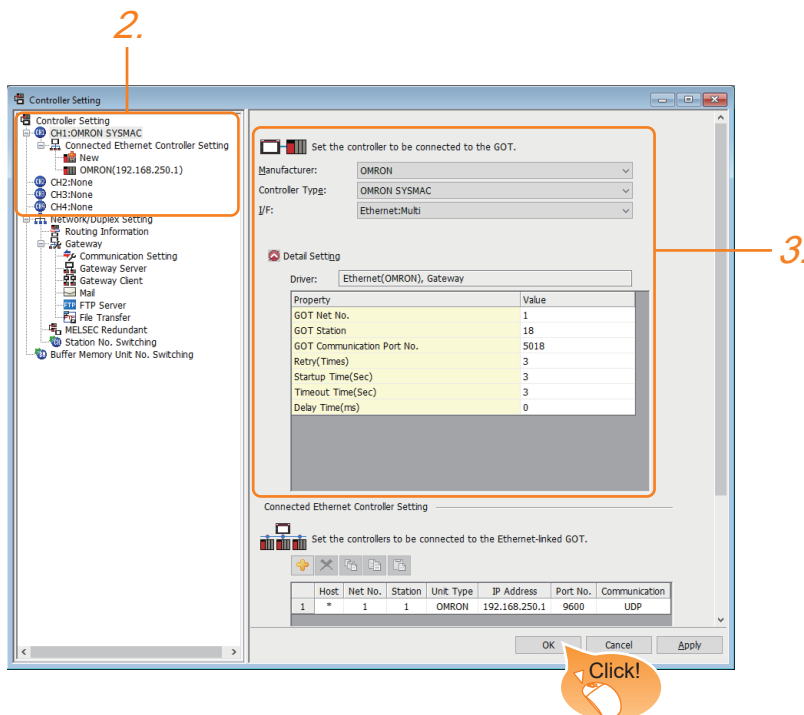 2.
Controller Setting
Controller Setting
CH1:OMRON SYSMAC
Connected Ethernet Controller Setting
New
OMRON(192.168.250.1)
CH2:None
CH3:None
CH4:None
Network/Duplex Setting
Routing Information
Gateway
Communication Setting
Gateway Server
Gateway Client
Mail
FTP Server
File Transfer
MELSEC Redundant
Station No. Switching
Buffer Memory Unit No. Switching
Set the controller to be connected to the GOT.
Manufacturer: OMRON
Controller Type: OMRON SYSMAC
I/F: Ethernet:Multi
3.
Detail Setting
Driver: Ethernet(OMRON), Gateway
Property Value
GOT Net No. 1
GOT Station 18
GOT Communication Port No. 5018
Retry(Times) 3
Startup Time(Sec) 3
Timeout Time(Sec) 3
Delay Time(ms) 0
Connected Ethernet Controller Setting
Set the controllers to be connected to the Ethernet-linked GOT.
Host Net No. Station Unit Type IP Address Port No. Communication
1 * 1 1 OMRON 192.168.250.1 9600 UDP
OK Cancel Apply
Click!